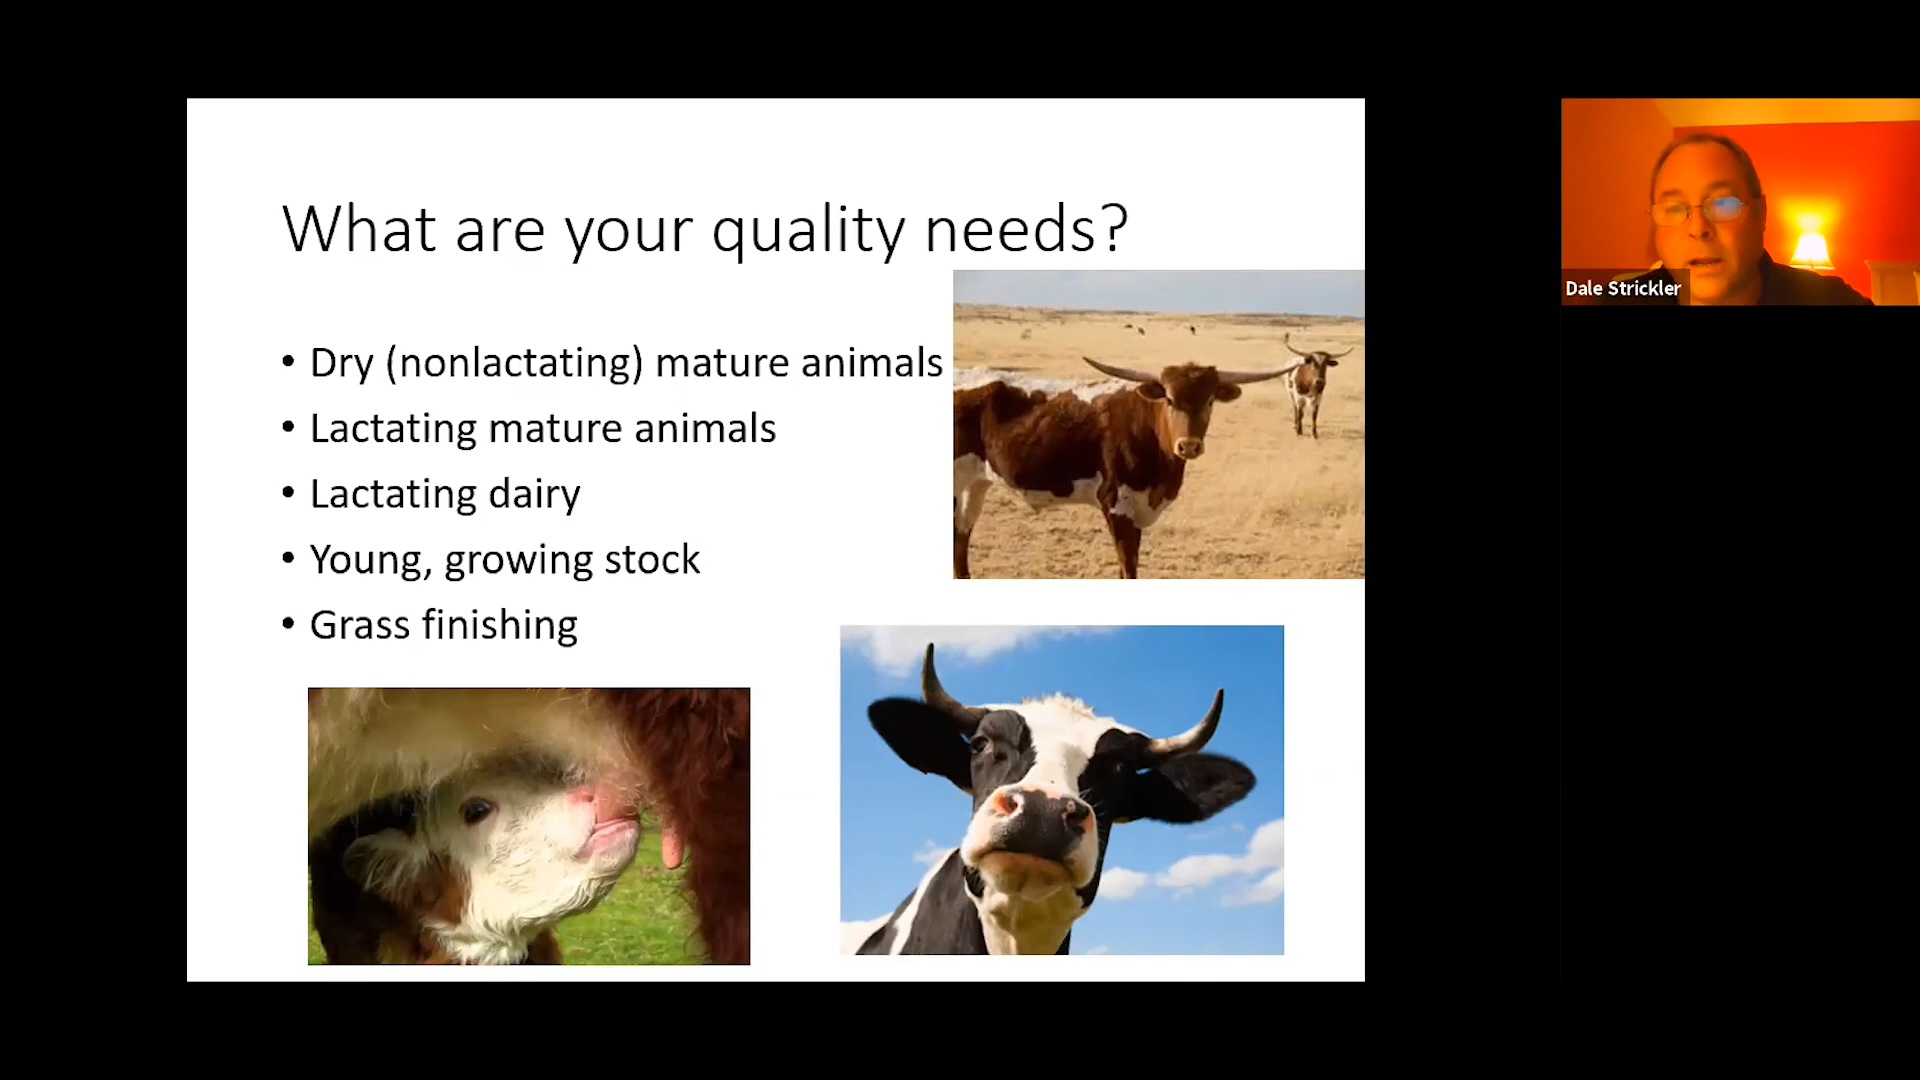 What are your quality needs?
• Dry (nonlactating) mature animals
• Lactating mature animals
• Lactating dairy
• Young, growing stock
• Grass finishing
Dale Strickler